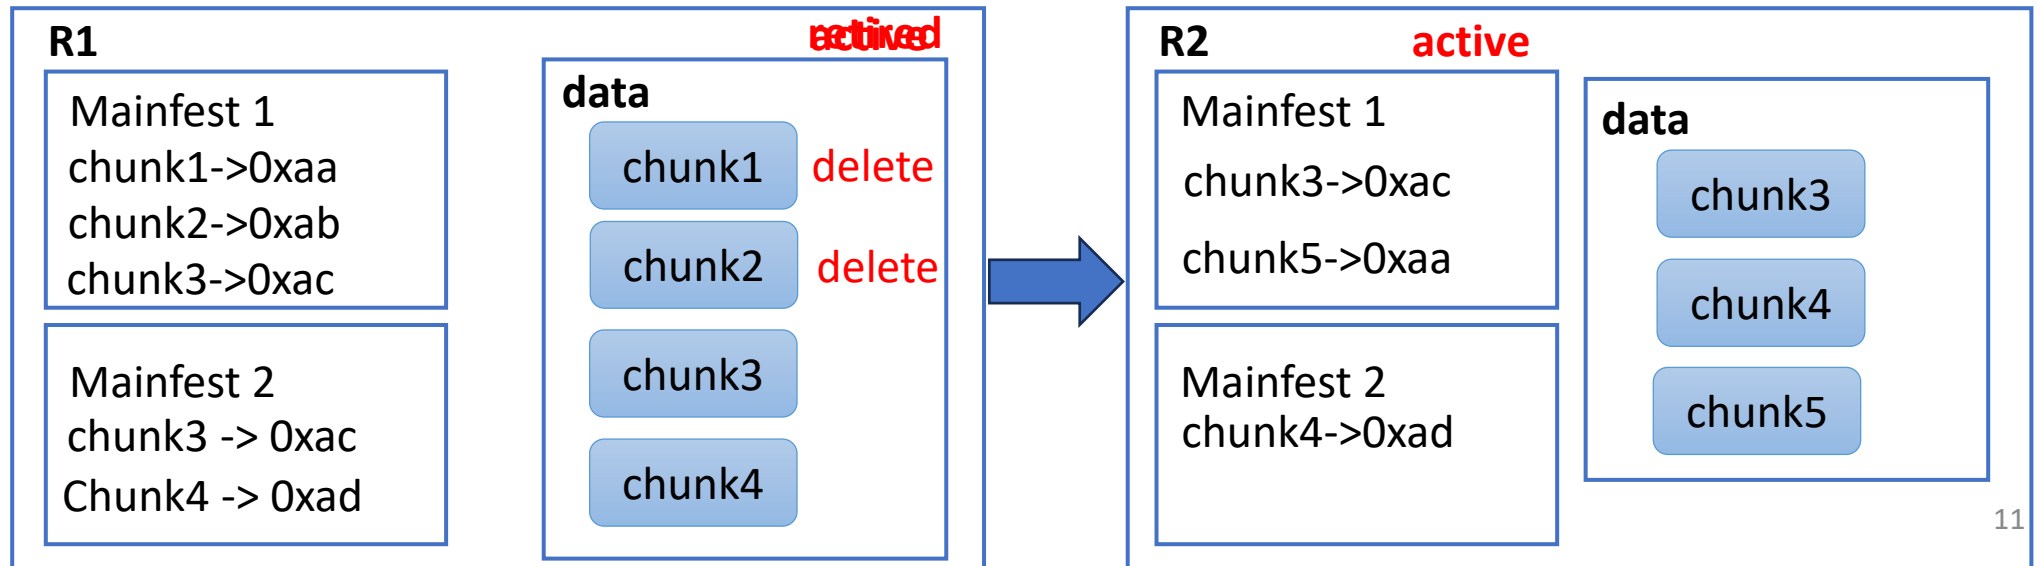 R1
retired
active
Mainfest 1
chunk1->0xaa
chunk2->0xab
chunk3->0xac
Mainfest 2
chunk3 -> 0xac
Chunk4 -> 0xad
data
chunk1
delete
chunk2
delete
chunk3
chunk4
R2
active
Mainfest 1
chunk3->0xac
chunk5->0xaa
Mainfest 2
chunk4->0xad
data
chunk3
chunk4
chunk5
11